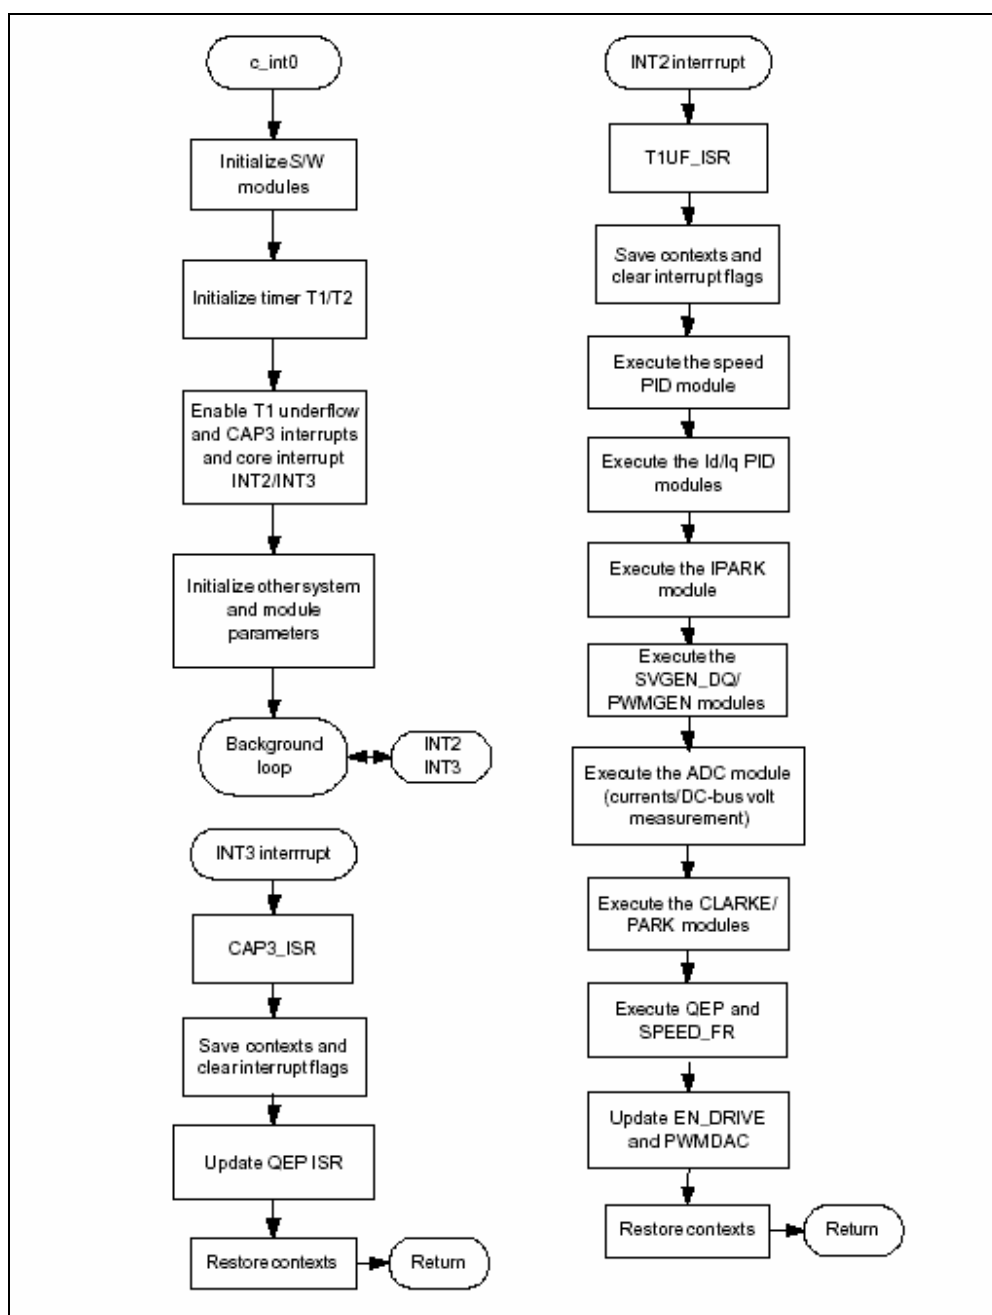 c_int0
Initialize S/W
modules
Initialize timer T1/T2
Enable T1 underflow
and CAP3 interrupts
and core interrupt
INT2/INT3
Initialize other system
and module
parameters
Background
loop
INT2
INT3
INT3 interrrupt
CAP3_ISR
Save contexts and
clear interrupt flags
Update QEP ISR
Restore contexts
Return
INT2 interrrupt
T1UF_ISR
Save contexts and
clear interrupt flags
Execute the speed
PID module
Execute the Id/Iq PID
modules
Execute the IPARK
module
Execute the
SVGEN_DQ/
PWMGEN modules
Execute the ADC module
(currents/DC-bus volt
measurement)
Execute the CLARKE/
PARK modules
Execute QEP and
SPEED_FR
Update EN_DRIVE
and PWMDAC
Restore contexts
Return